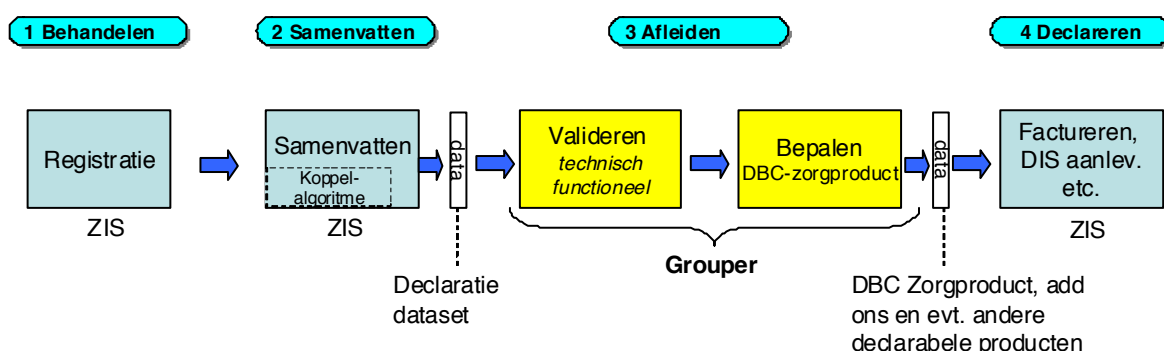 1 Behandelen
2 Samenvatten
3 Afleiden
4 Declareren
Registratie
ZIS
Samenvatten
Koppel-
algoritme
ZIS
data
Declaratie
dataset
Valideren
technisch
functioneel
Bepalen
DBC-zorgproduct
Grouper
data
DBC Zorgproduct, add
ons en evt. andere
declarabele producten
Factureren,
DIS aanlev.
etc.
ZIS